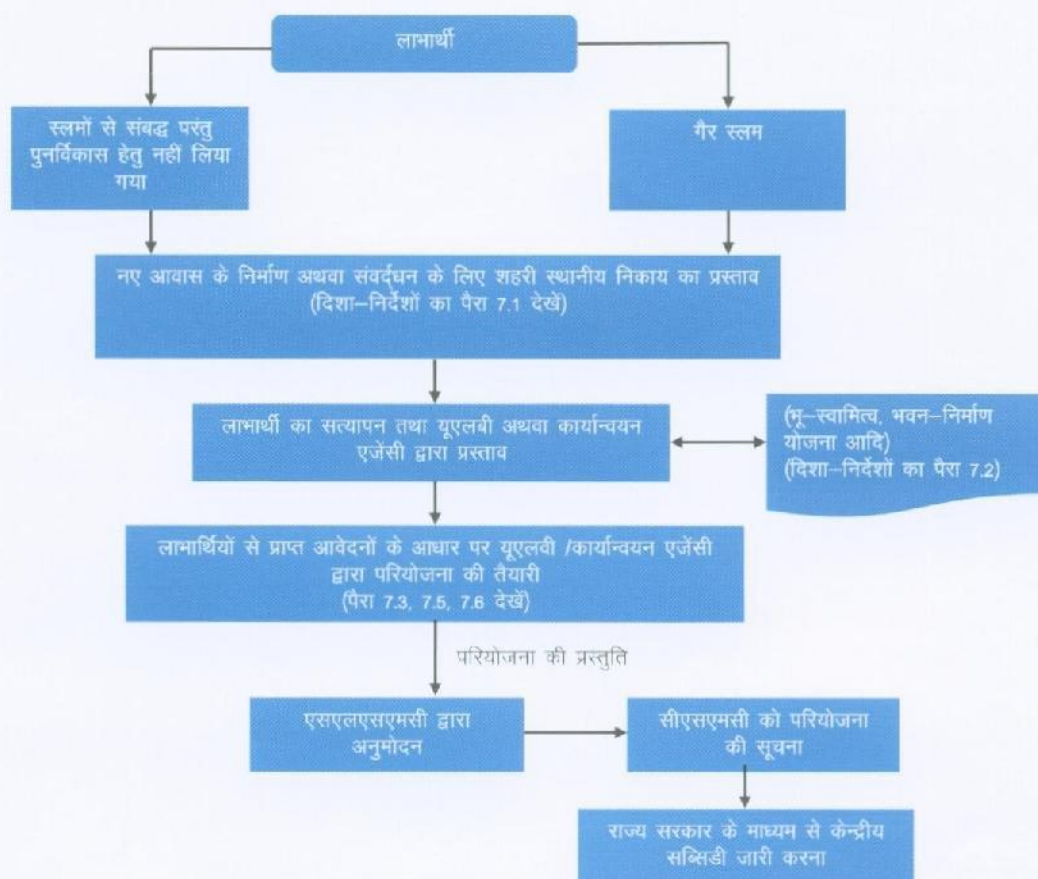 लाभार्थी
स्लमों से संबद्ध परंतु
पुनर्विकास हेतु नहीं लिया
गया
गैर स्लम
नए आवास के निर्माण अथवा संवर्द्धन के लिए शहरी स्थानीय निकाय का प्रस्ताव
(दिशा–निर्देशों का पैरा 7.1 देखें)
लाभार्थी का सत्यापन तथा यूएलबी अथवा कार्यान्वयन
एजेंसी द्वारा प्रस्ताव
(भू–स्वामित्व, भवन–निर्माण
योजना आदि)
(दिशा–निर्देशों का पैरा 7.2)
लाभार्थियों से प्राप्त आवेदनों के आधार पर यूएलवी /कार्यान्वयन एजेंसी
द्वारा परियोजना की तैयारी
(पैरा 7.3, 7.5, 7.6 देखें)
परियोजना की प्रस्तुति
एसएलएसएमसी द्वारा
अनुमोदन
सीएसएमसी को परियोजना
की सूचना
राज्य सरकार के माध्यम से केन्द्रीय
सब्सिडी जारी करना